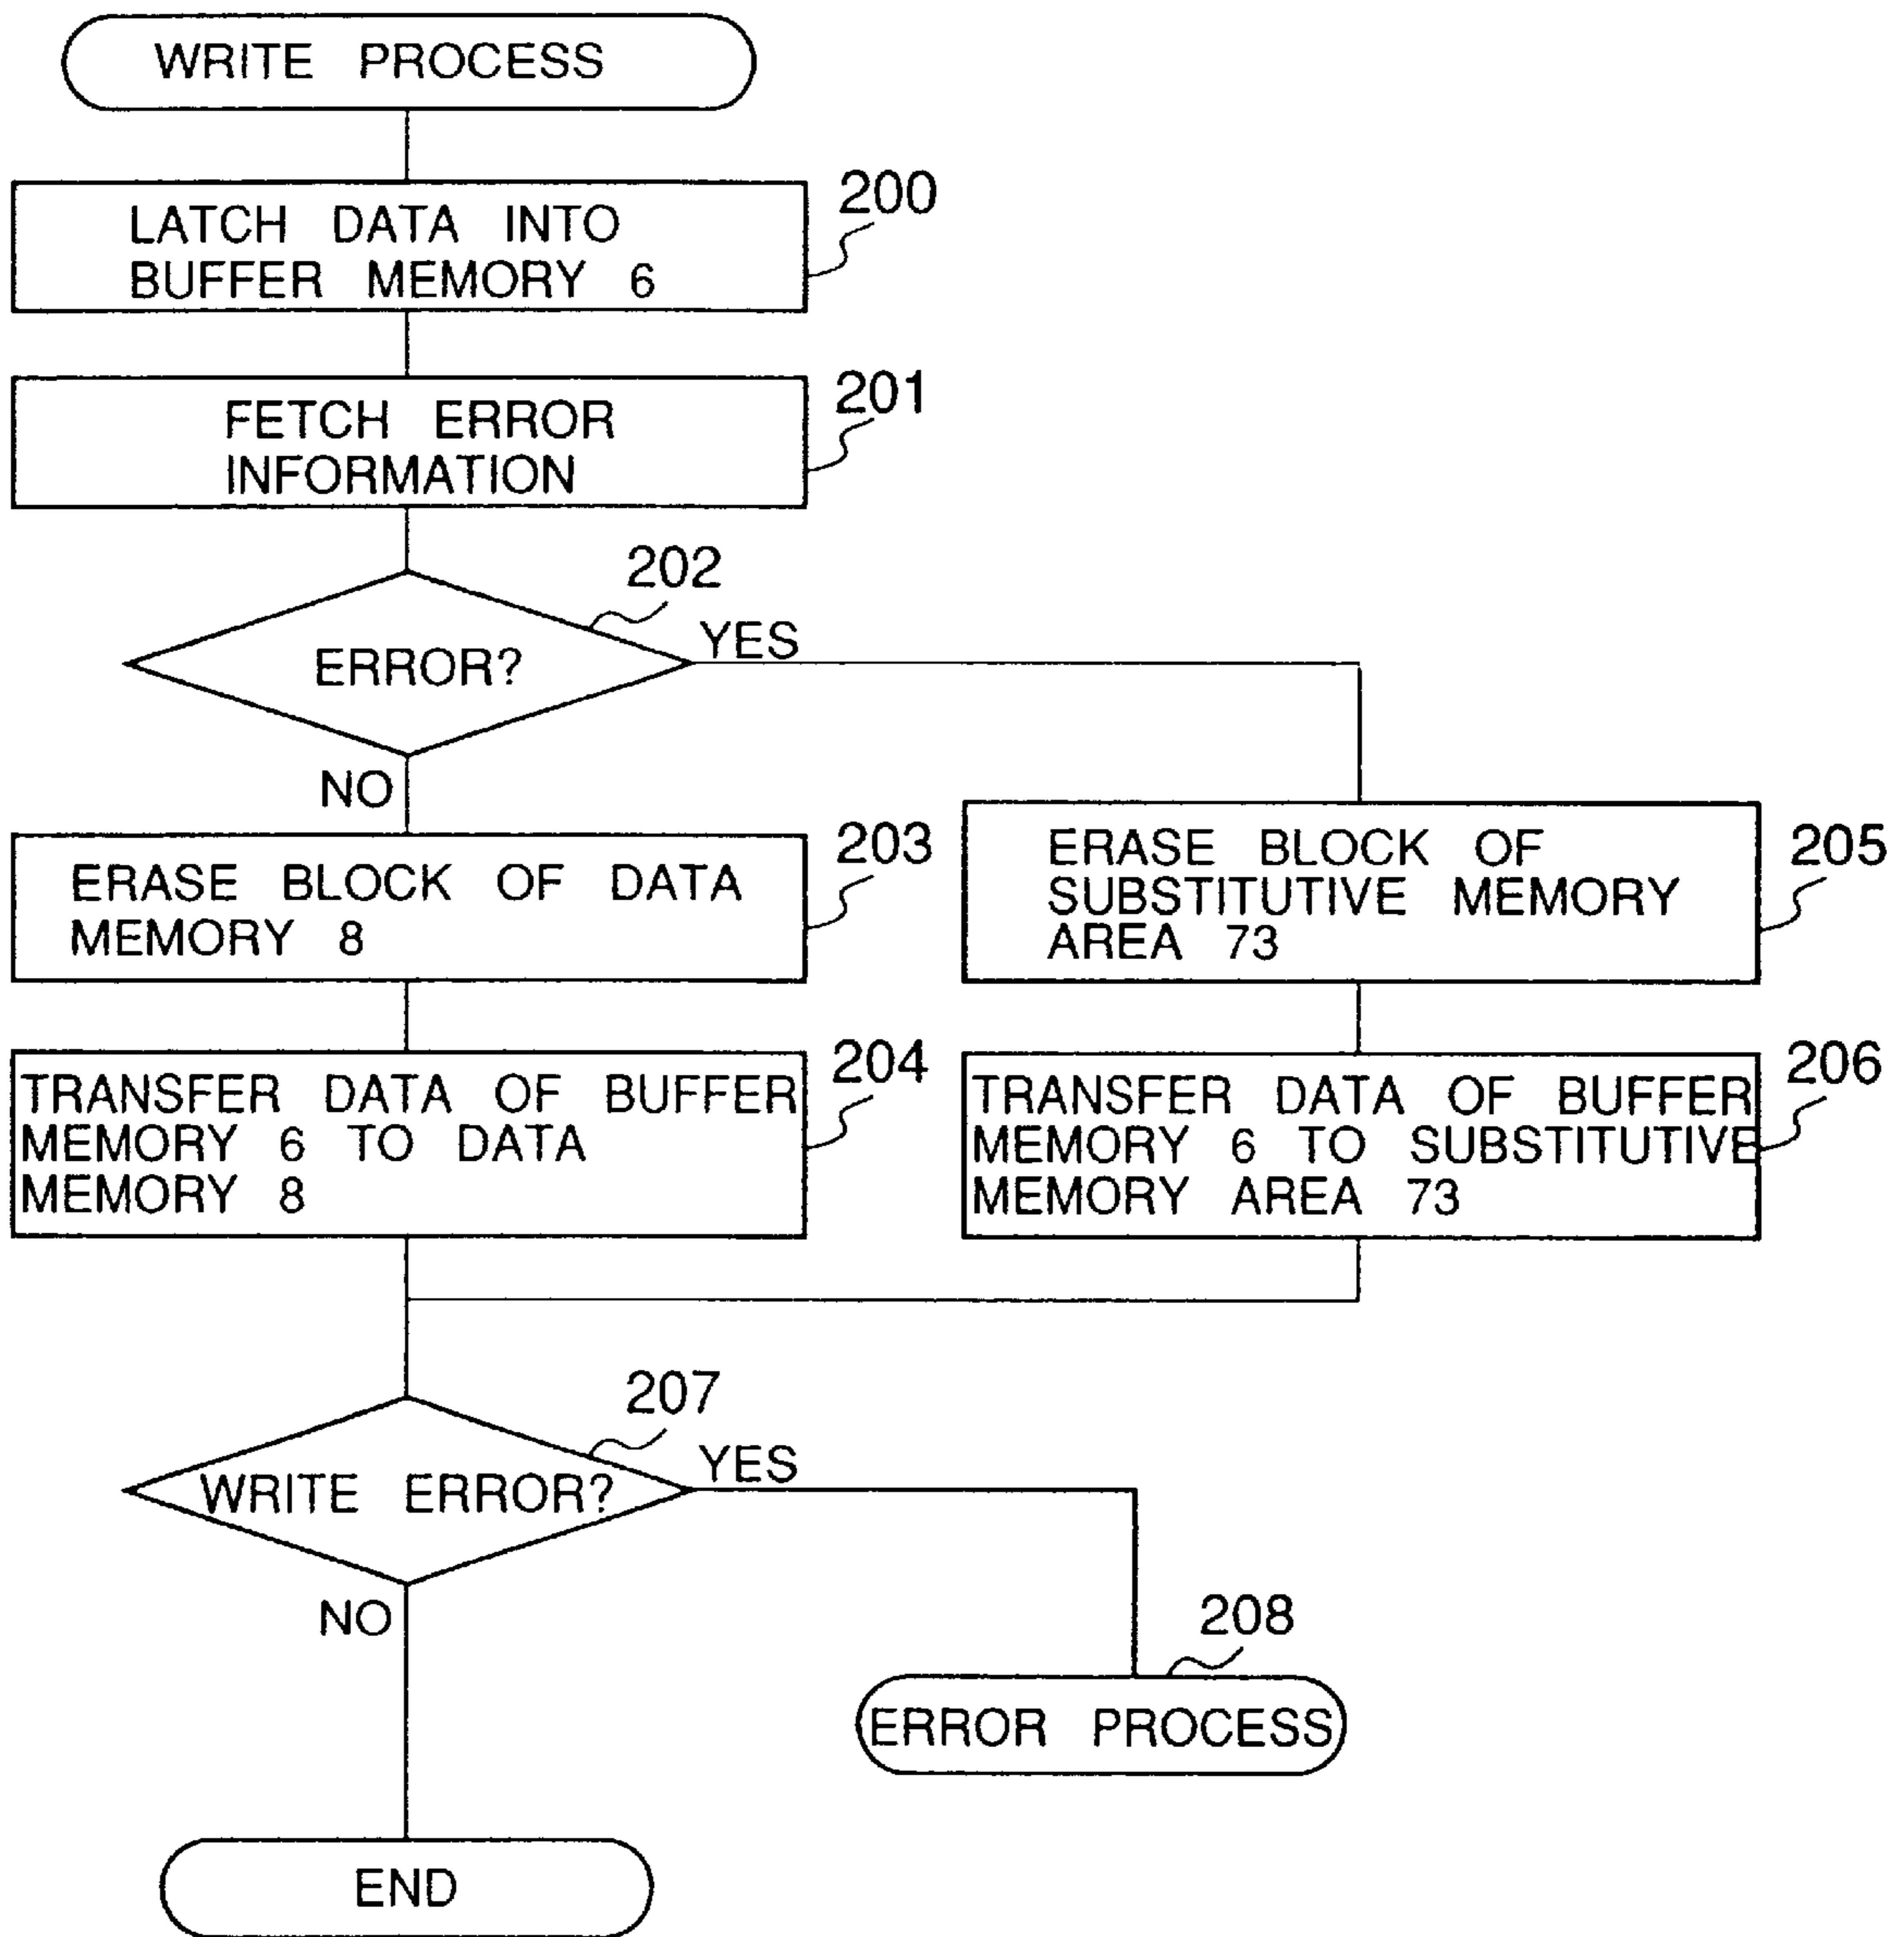 WRITE PROCESS
200
LATCH DATA INTO
BUFFER MEMORY 6
201
FETCH ERROR
INFORMATION
202
ERROR?
YES
NO
203
ERASE BLOCK OF DATA
MEMORY 8
205
ERASE BLOCK OF
SUBSTITUTIVE MEMORY
AREA 73
204
TRANSFER DATA OF BUFFER
MEMORY 6 TO DATA
MEMORY 8
206
TRANSFER DATA OF BUFFER
MEMORY 6 TO SUBSTITUTIVE
MEMORY AREA 73
207
WRITE ERROR?
YES
NO
208
ERROR PROCESS
END